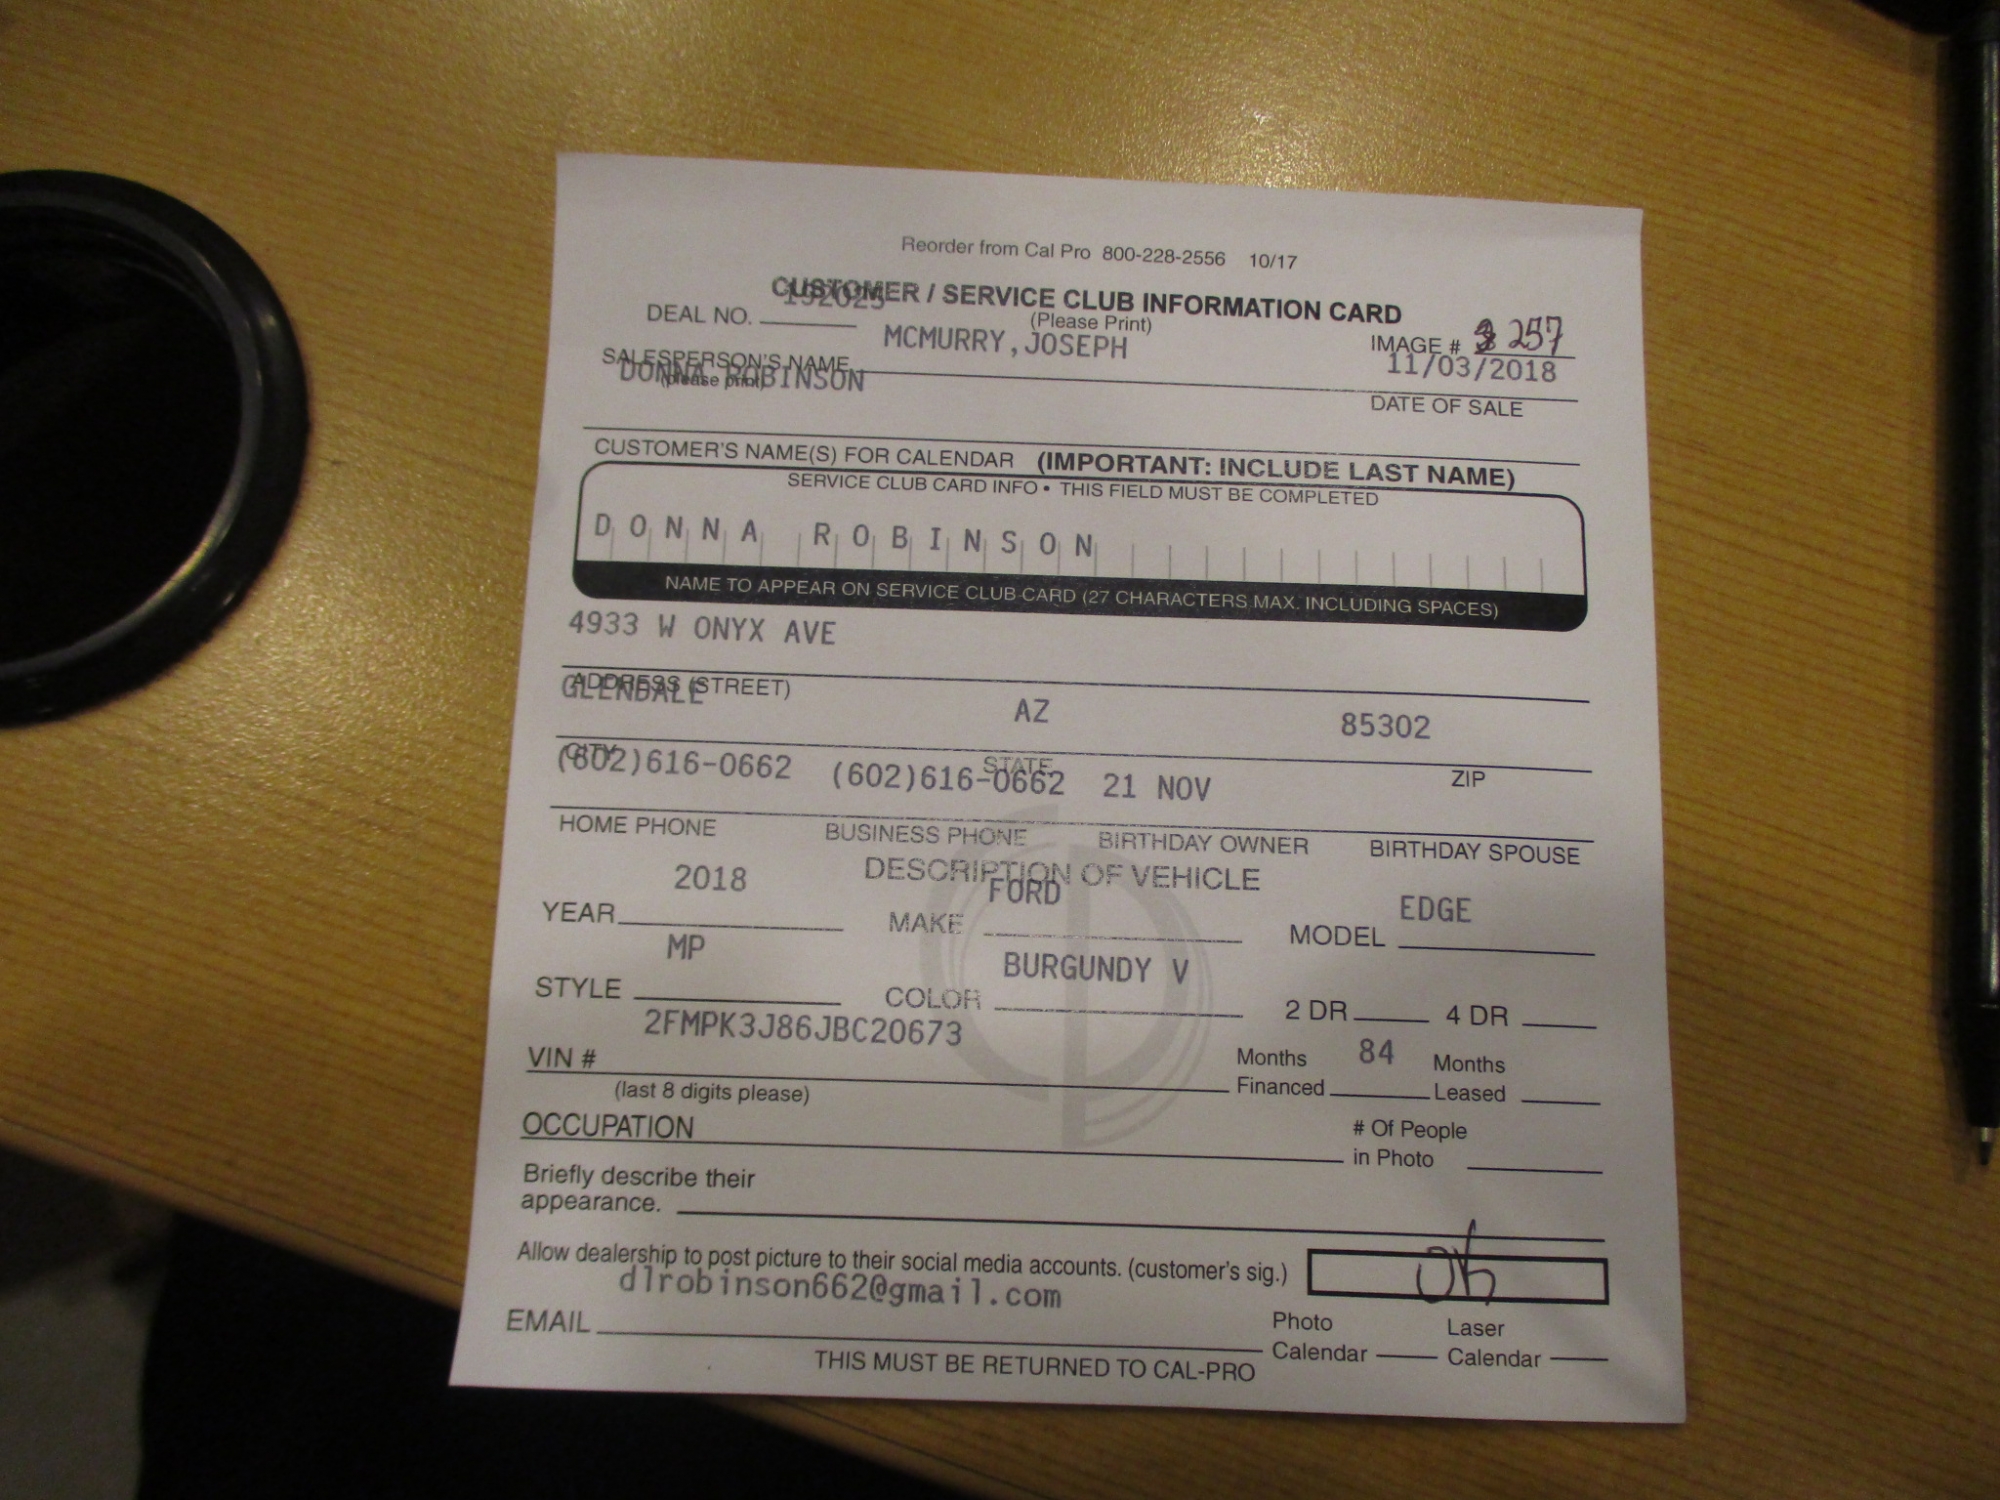 Reorder from Cal Pro 800-228-2556 10/17
CUSTOMER / SERVICE CLUB INFORMATION CARD
192025
DEAL NO.
(Please Print)
IMAGE # 257
MCMURRY,JOSEPH
SALESPERSON'S NAME
(please print)
11/03/2018
DONNA ROBINSON
DATE OF SALE
CUSTOMER'S NAME(S) FOR CALENDAR (IMPORTANT: INCLUDE LAST NAME)
SERVICE CLUB CARD INFO • THIS FIELD MUST BE COMPLETED
DONNA ROBINSON
NAME TO APPEAR ON SERVICE CLUB CARD (27 CHARACTERS MAX. INCLUDING SPACES)
4933 W ONYX AVE
ADDRESS (STREET)
GLENDALE AZ 85302
CITY STATE ZIP
(602)616-0662 (602)616-0662 21 NOV
HOME PHONE BUSINESS PHONE BIRTHDAY OWNER BIRTHDAY SPOUSE
DESCRIPTION OF VEHICLE
2018 FORD EDGE
YEAR MAKE MODEL
MP BURGUNDY V
STYLE COLOR 2 DR 4 DR
2FMPK3J86JBC20673
VIN # Months Financed 84 Months Leased
(last 8 digits please)
OCCUPATION # Of People in Photo
Briefly describe their
appearance.
Allow dealership to post picture to their social media accounts. (customer's sig.) OK
dlrobinson662@gmail.com
EMAIL Photo Calendar Laser Calendar
THIS MUST BE RETURNED TO CAL-PRO